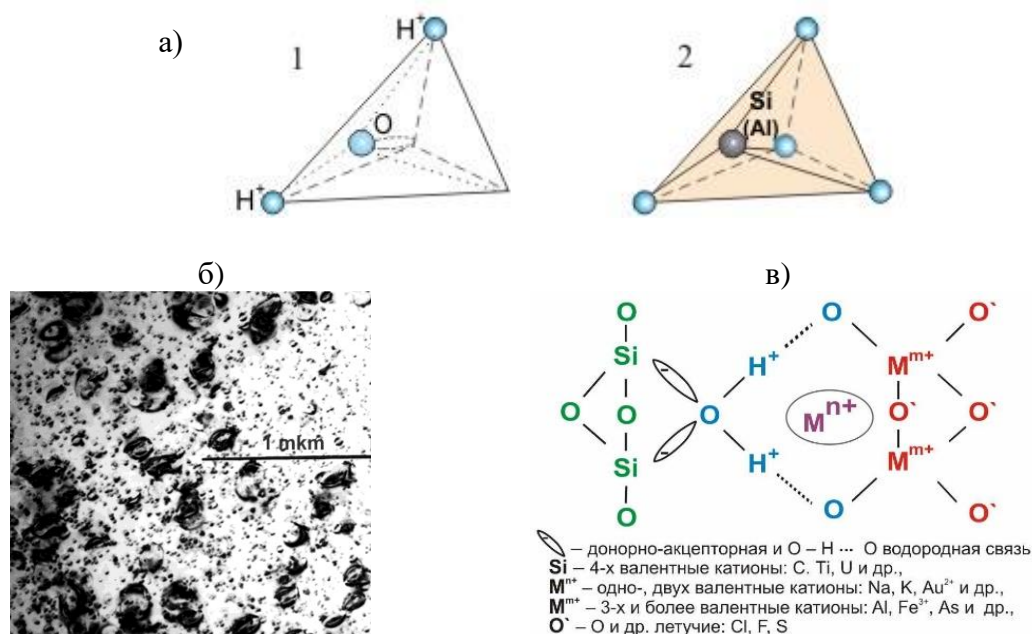 а)
H⁺
1
O
H⁺
2
Si
(Al)
б)
1 mkm
в)
O O O`
Si H⁺ Mᵐ⁺
O O O Mⁿ⁺ O` O`
Si H⁺ Mᵐ⁺
O O O`
– донорно-акцепторная и O – H ··· O водородная связь
Si – 4-х валентные катионы: C. Ti, U и др.,
Mⁿ⁺ – одно-, двух валентные катионы: Na, K, Au²⁺ и др.,
Mᵐ⁺ – 3-х и более валентные катионы: Al, Fe³⁺, As и др.,
O` – O и др. летучие: Cl, F, S